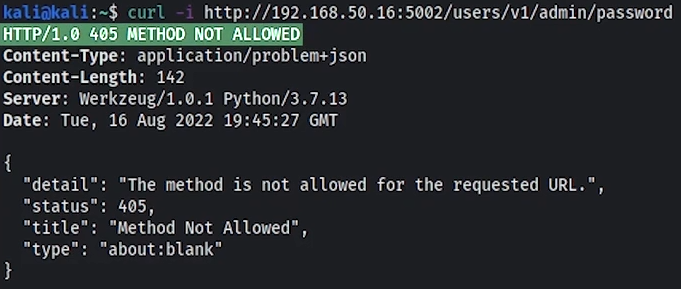 kali@kali:~$ curl -i http://192.168.50.16:5002/users/v1/admin/password
HTTP/1.0 405 METHOD NOT ALLOWED
Content-Type: application/problem+json
Content-Length: 142
Server: Werkzeug/1.0.1 Python/3.7.13
Date: Tue, 16 Aug 2022 19:45:27 GMT

{
  "detail": "The method is not allowed for the requested URL.",
  "status": 405,
  "title": "Method Not Allowed",
  "type": "about:blank"
}